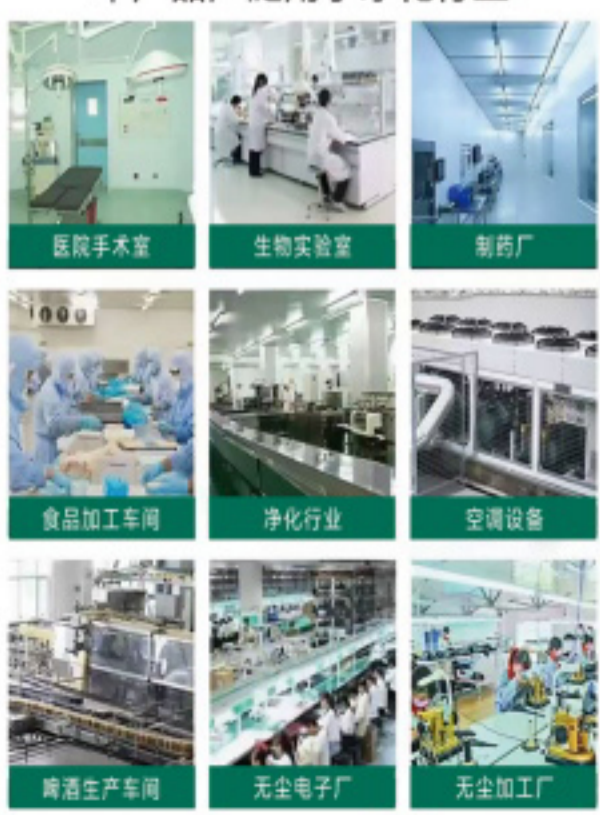 医院手术室
生物实验室
制药厂
食品加工车间
净化行业
空调设备
啤酒生产车间
无尘电子厂
无尘加工厂